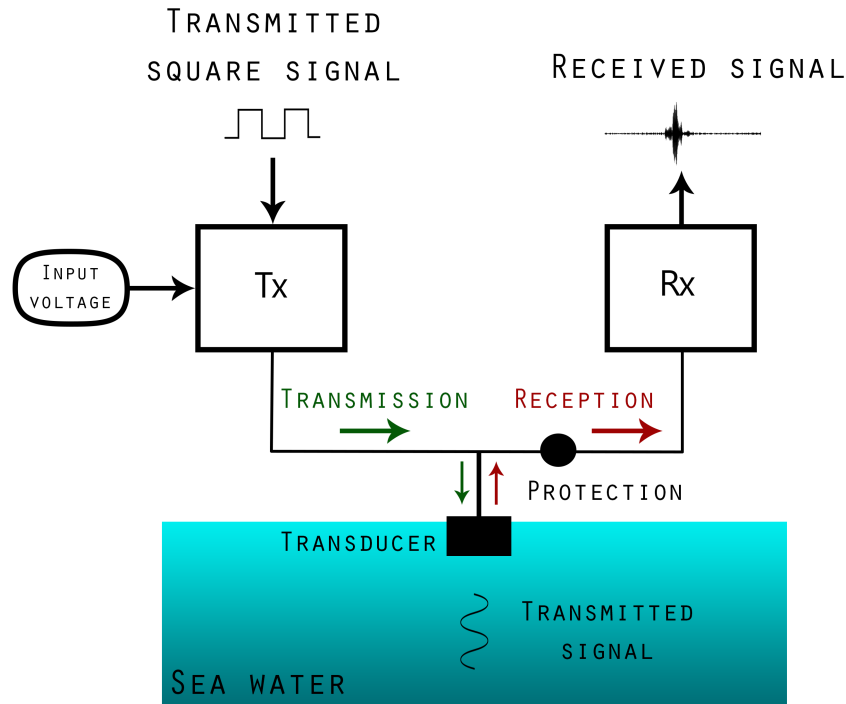 Transmitted
square signal
Received signal
Input
voltage
Tx
Rx
Transmission
Reception
Protection
Transducer
Transmitted
signal
Sea water